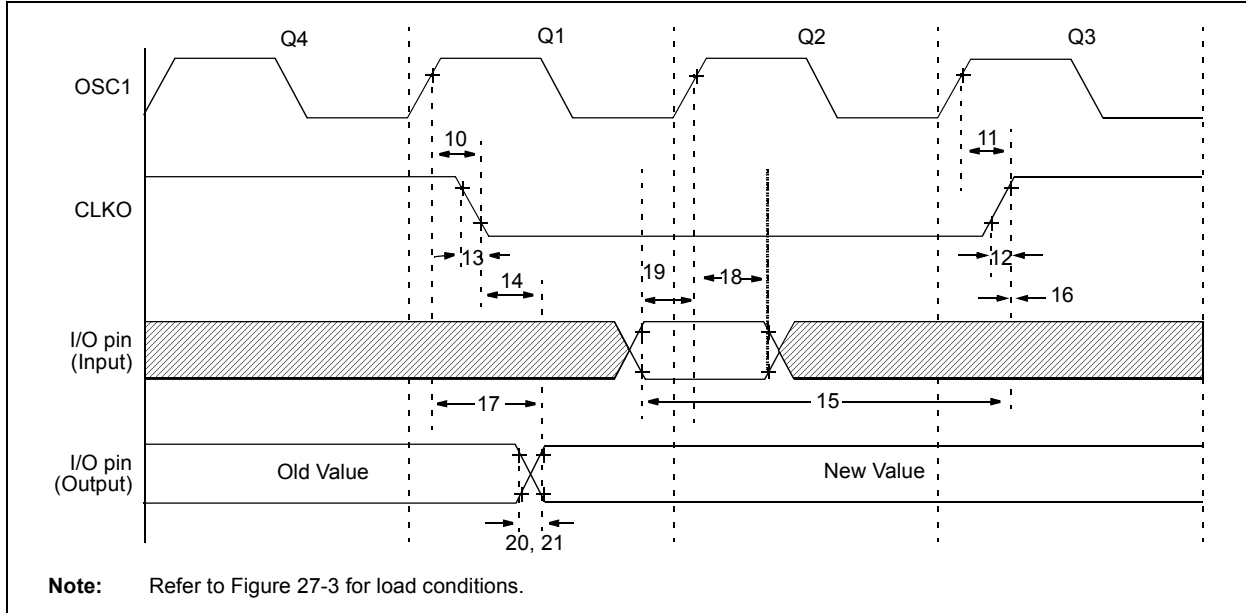 Q4 Q1 Q2 Q3
OSC1
10 11
CLKO
13 14 19 18 12 16
I/O pin
(Input)
17 15
I/O pin
(Output)
Old Value New Value
20, 21
Note: Refer to Figure 27-3 for load conditions.